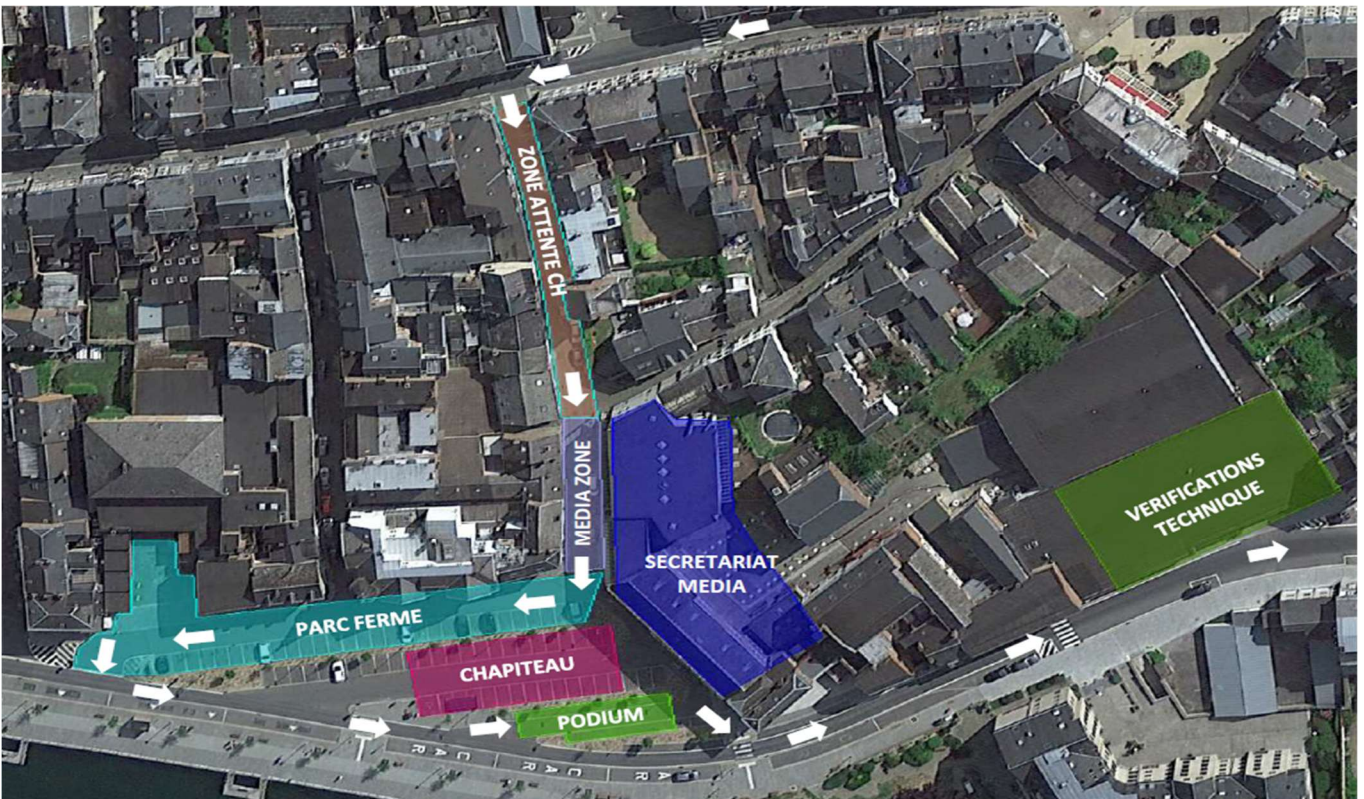 ZONE ATTENTE CH
MEDIA ZONE
SECRETARIAT
MEDIA
VERIFICATIONS
TECHNIQUE
PARC FERME
CHAPITEAU
PODIUM
R A C R A C R A